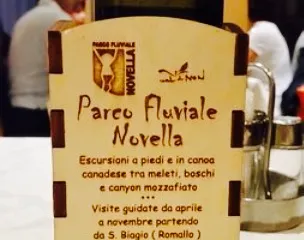 PARCO FLUVIALE
NOVELLA
Parco Fluviale
Novella
Escursioni a piedi e in canoa
canadese tra meleti, boschi
e canyon mozzafiato
***
Visite guidate da aprile
a novembre partendo
da S. Biagio ( Romallo )